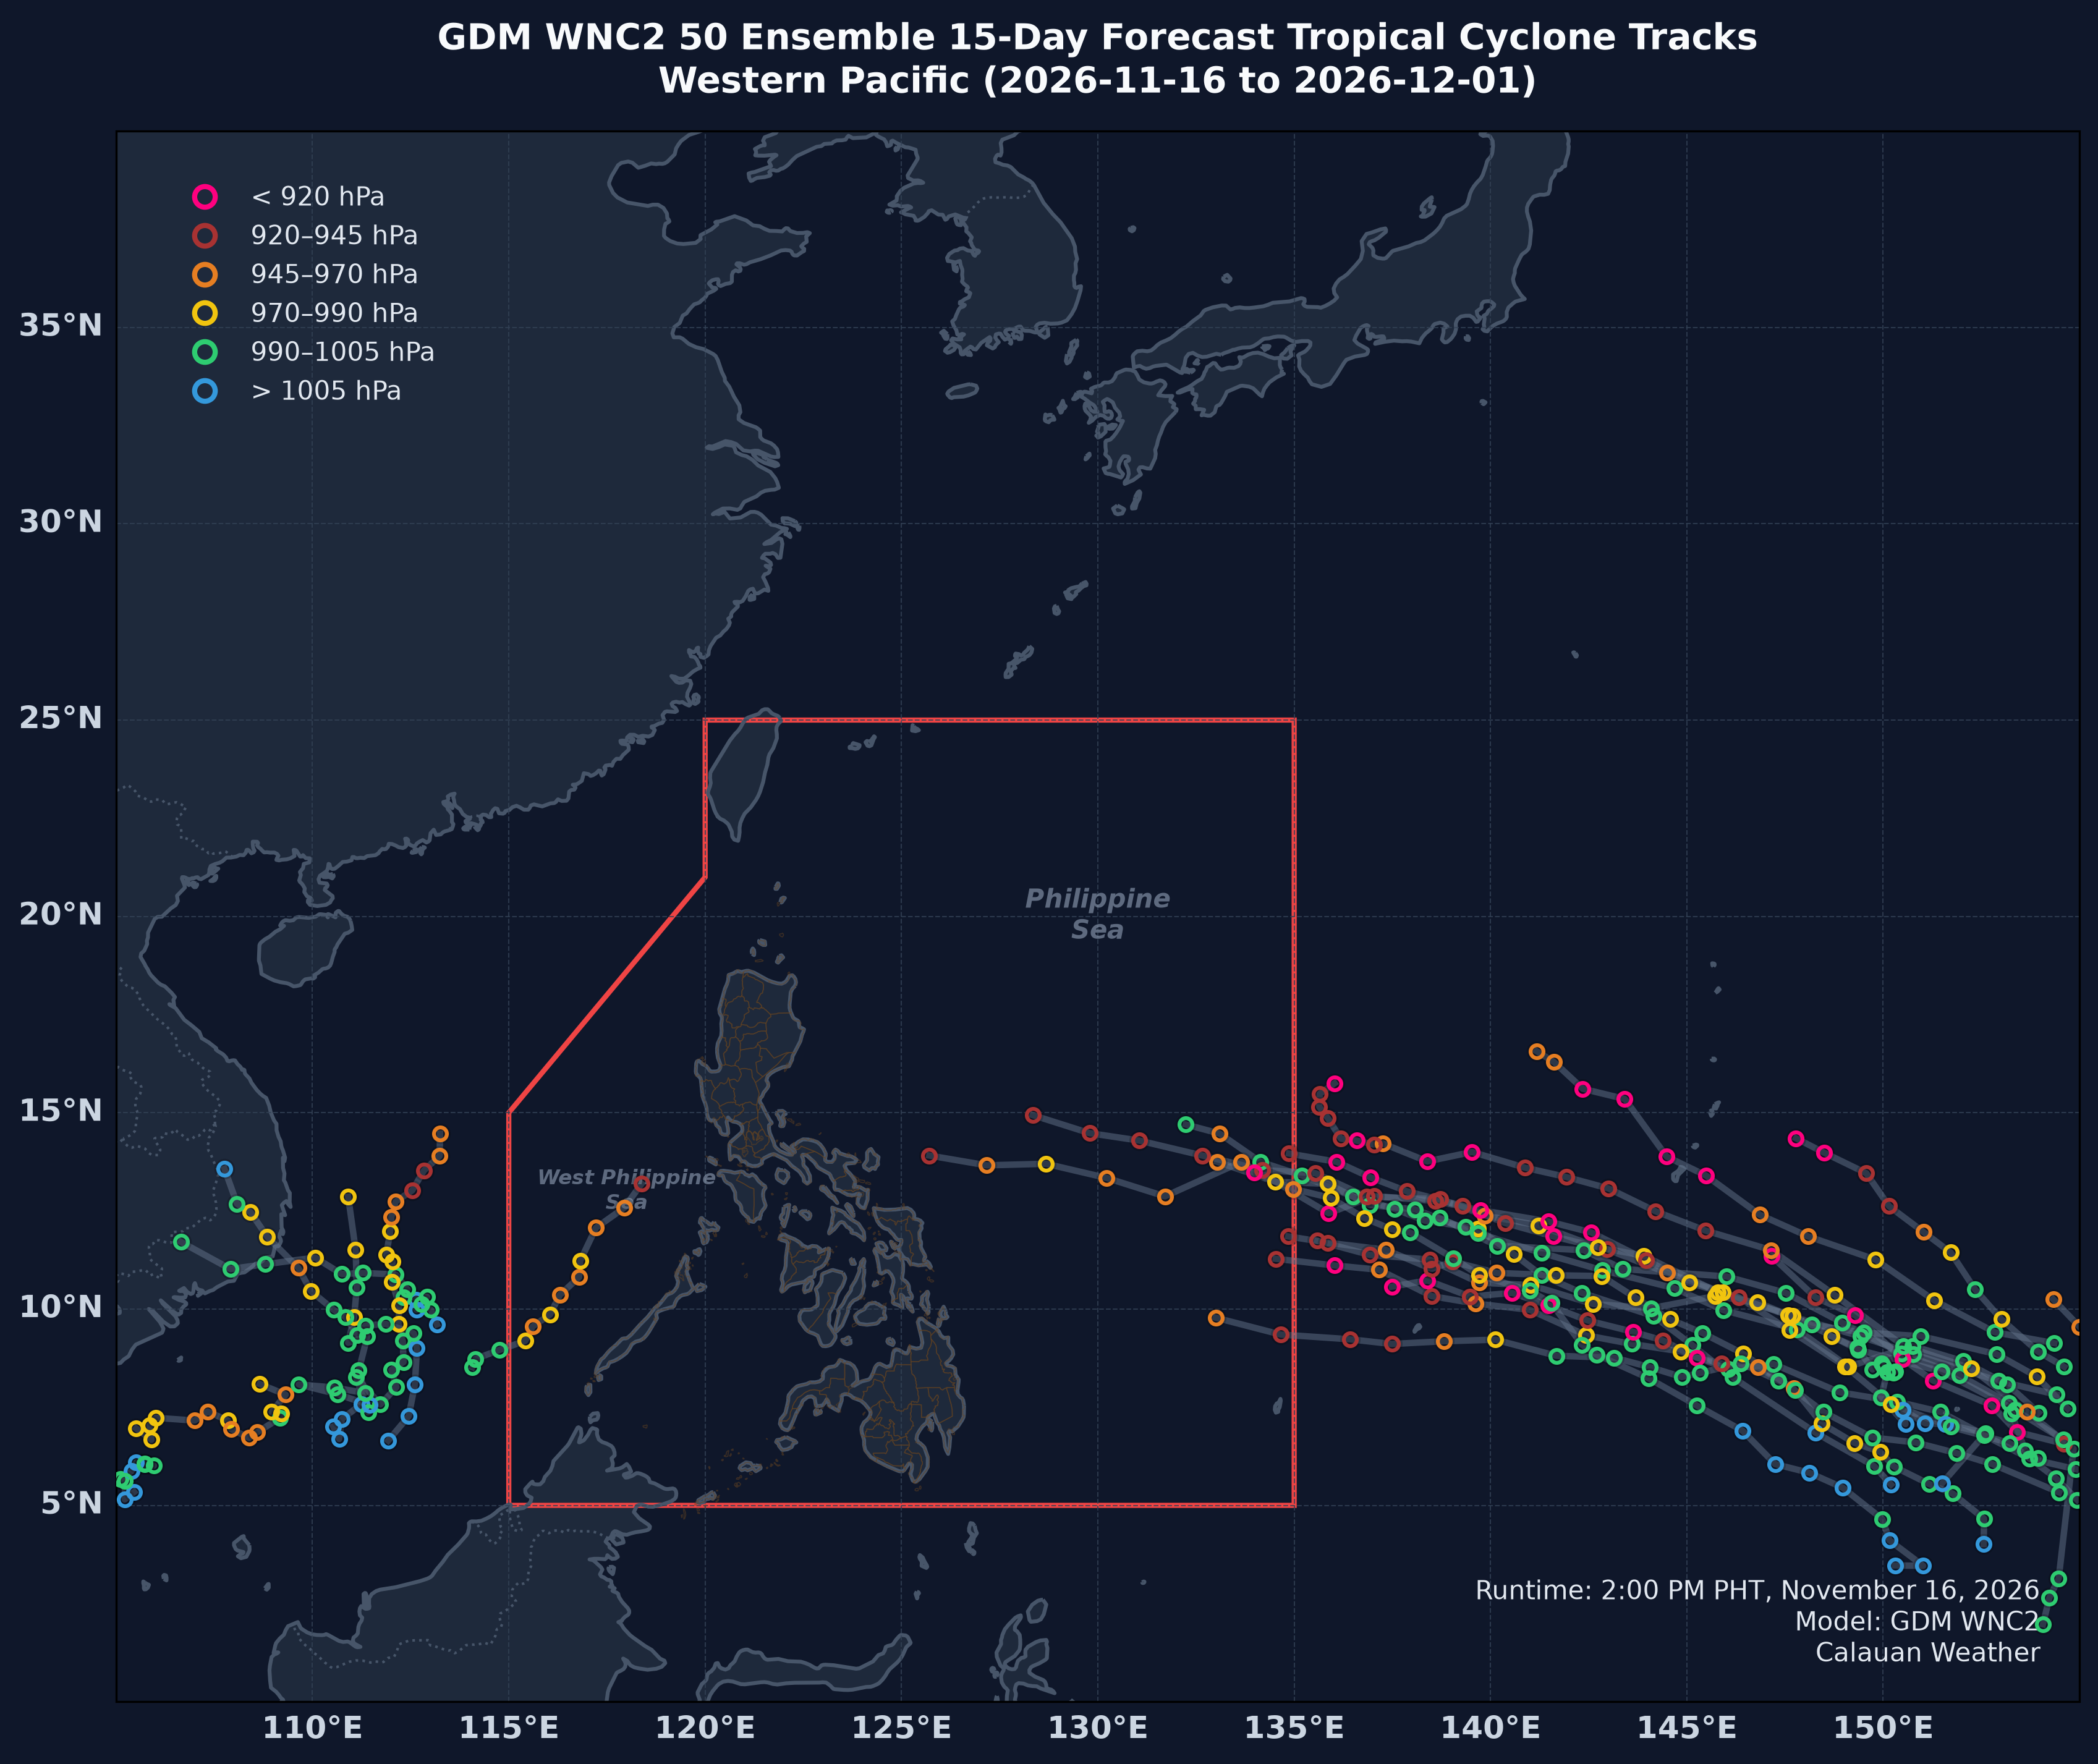 GDM WNC2 50 Ensemble 15-Day Forecast Tropical Cyclone Tracks
Western Pacific (2026-11-16 to 2026-12-01)
< 920 hPa
920–945 hPa
945–970 hPa
970–990 hPa
990–1005 hPa
> 1005 hPa
35°N
30°N
25°N
20°N
15°N
10°N
5°N
Philippine
Sea
West Philippine
Sea
Runtime: 2:00 PM PHT, November 16, 2026
Model: GDM WNC2
Calauan Weather
110°E
115°E
120°E
125°E
130°E
135°E
140°E
145°E
150°E